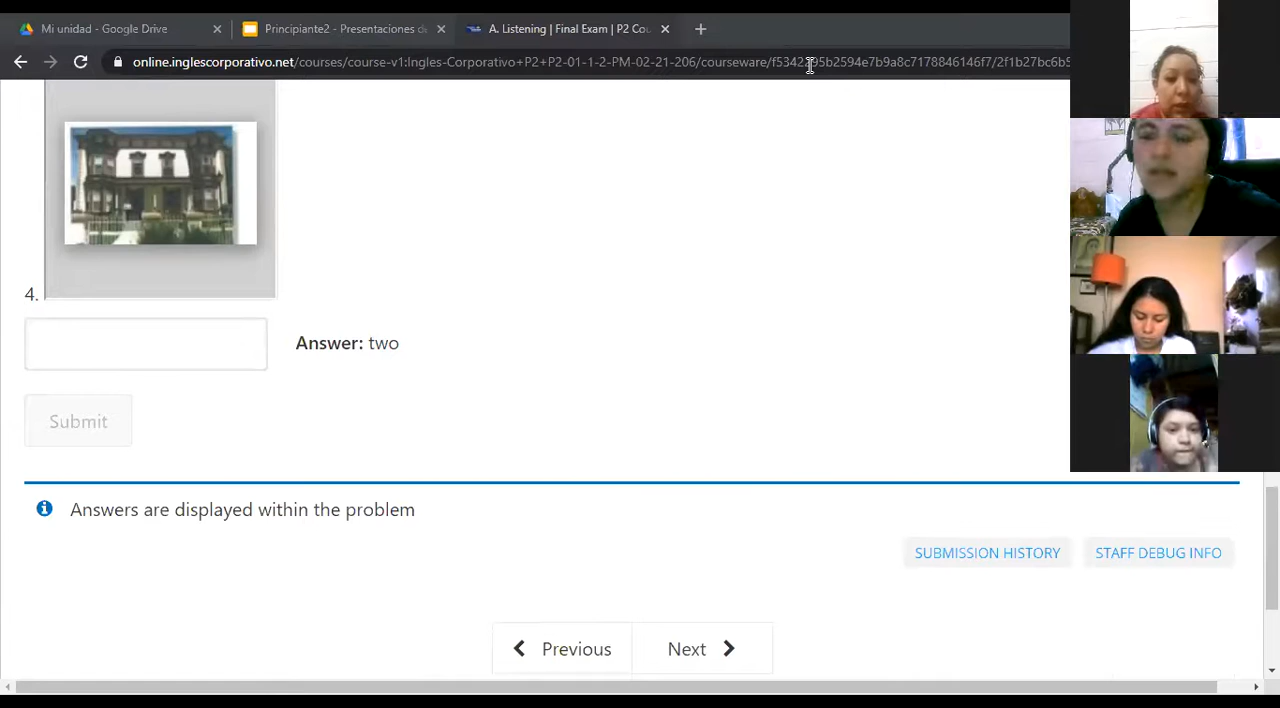 Mi unidad - Google Drive
Principiante2 - Presentaciones de
A. Listening | Final Exam | P2 Co
online.inglescorporativo.net/courses/course-v1:Ingles-Corporativo+P2+P2-01-1-2-PM-02-21-206/courseware/
4.
Answer: two
Submit
Answers are displayed within the problem
SUBMISSION HISTORY
STAFF DEBUG INFO
Previous
Next